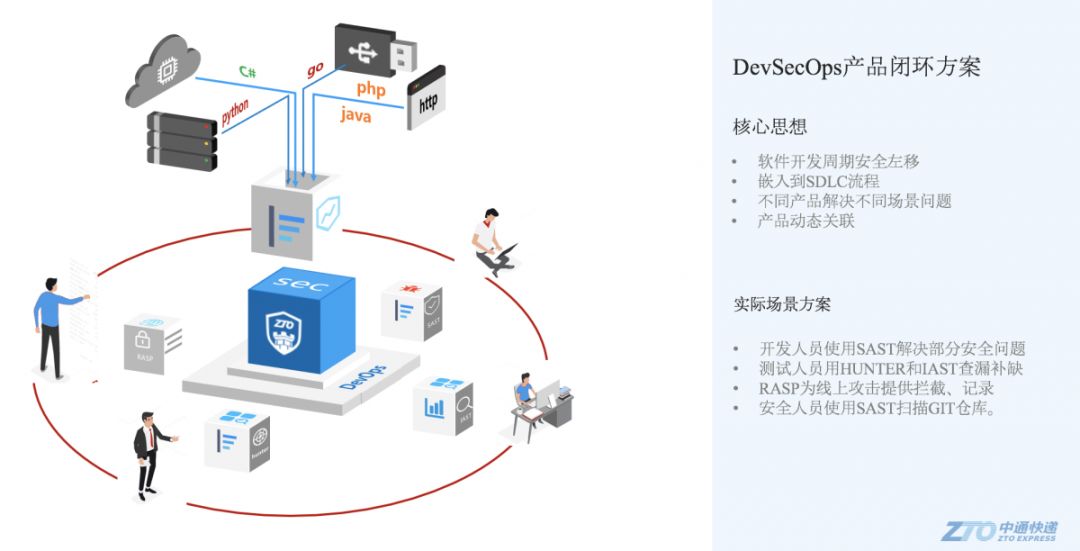 C#
go
php
java
python
http
sec
ZTO
DevOps
RASP
SAST
IAST
hunter
DevSecOps产品闭环方案
核心思想
• 软件开发周期安全左移
• 嵌入到SDLC流程
• 不同产品解决不同场景问题
• 产品动态关联
实际场景方案
• 开发人员使用SAST解决部分安全问题
• 测试人员用HUNTER和IAST查漏补缺
• RASP为线上攻击提供拦截、记录
• 安全人员使用SAST扫描GIT仓库。
ZTO 中通快递
ZTO EXPRESS